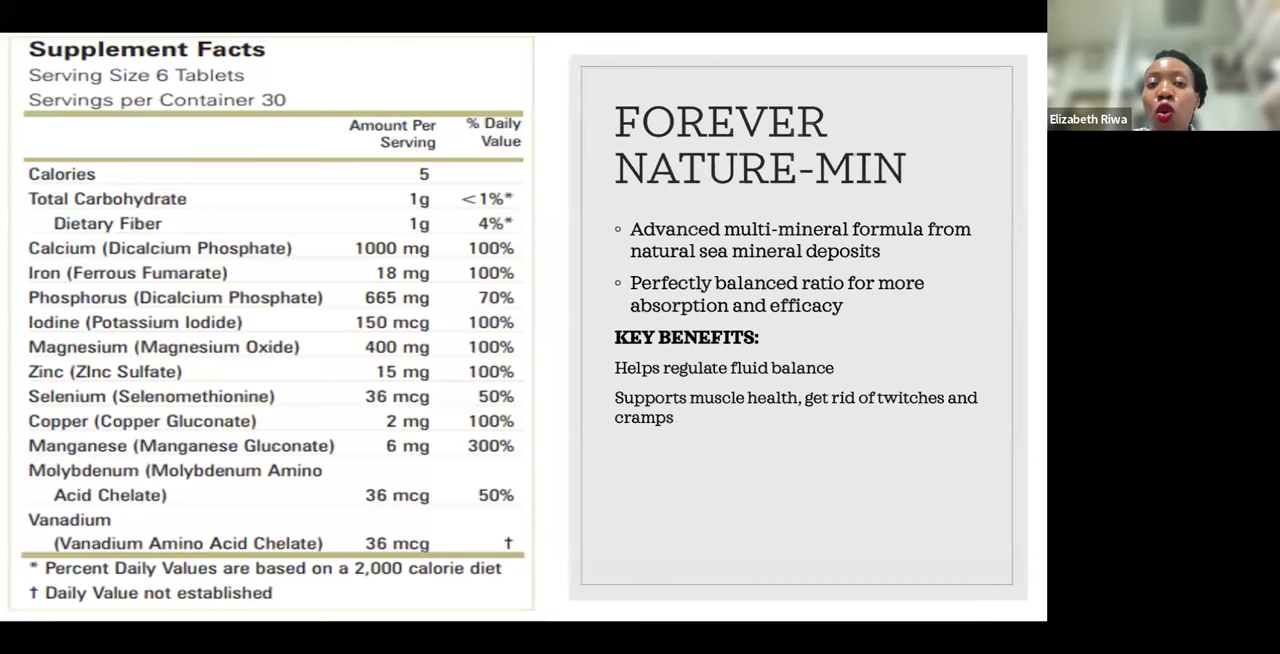 Supplement Facts
Serving Size 6 Tablets
Servings per Container 30
Amount Per Serving % Daily Value
Calories 5
Total Carbohydrate 1g <1%*
Dietary Fiber 1g 4%*
Calcium (Dicalcium Phosphate) 1000 mg 100%
Iron (Ferrous Fumarate) 18 mg 100%
Phosphorus (Dicalcium Phosphate) 665 mg 70%
Iodine (Potassium Iodide) 150 mcg 100%
Magnesium (Magnesium Oxide) 400 mg 100%
Zinc (ZInc Sulfate) 15 mg 100%
Selenium (Selenomethionine) 36 mcg 50%
Copper (Copper Gluconate) 2 mg 100%
Manganese (Manganese Gluconate) 6 mg 300%
Molybdenum (Molybdenum Amino
Acid Chelate) 36 mcg 50%
Vanadium
(Vanadium Amino Acid Chelate) 36 mcg †
* Percent Daily Values are based on a 2,000 calorie diet
† Daily Value not established
FOREVER
NATURE-MIN
◦ Advanced multi-mineral formula from
natural sea mineral deposits
◦ Perfectly balanced ratio for more
absorption and efficacy
KEY BENEFITS:
Helps regulate fluid balance
Supports muscle health, get rid of twitches and
cramps
Elizabeth Riwa